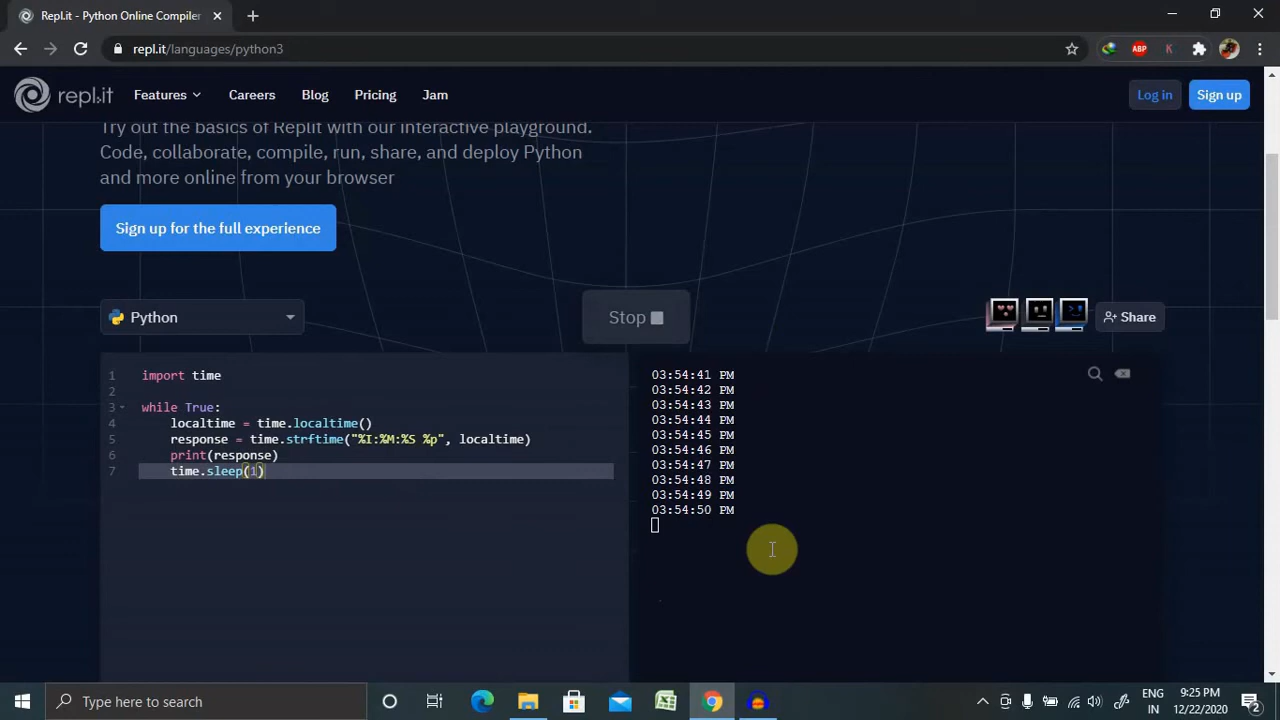 Repl.it - Python Online Compiler
repl.it/languages/python3
ABP
K
repl.it Features Careers Blog Pricing Jam Log in Sign up
Try out the basics of Replit with our interactive playground.
Code, collaborate, compile, run, share, and deploy Python
and more online from your browser
Sign up for the full experience
Python
Stop
Share
1 import time
2
3 while True:
4 localtime = time.localtime()
5 response = time.strftime("%I:%M:%S %p", localtime)
6 print(response)
7 time.sleep(1)
03:54:41 PM
03:54:42 PM
03:54:43 PM
03:54:44 PM
03:54:45 PM
03:54:46 PM
03:54:47 PM
03:54:48 PM
03:54:49 PM
03:54:50 PM
Type here to search
ENG
IN
9:25 PM
12/22/2020
2